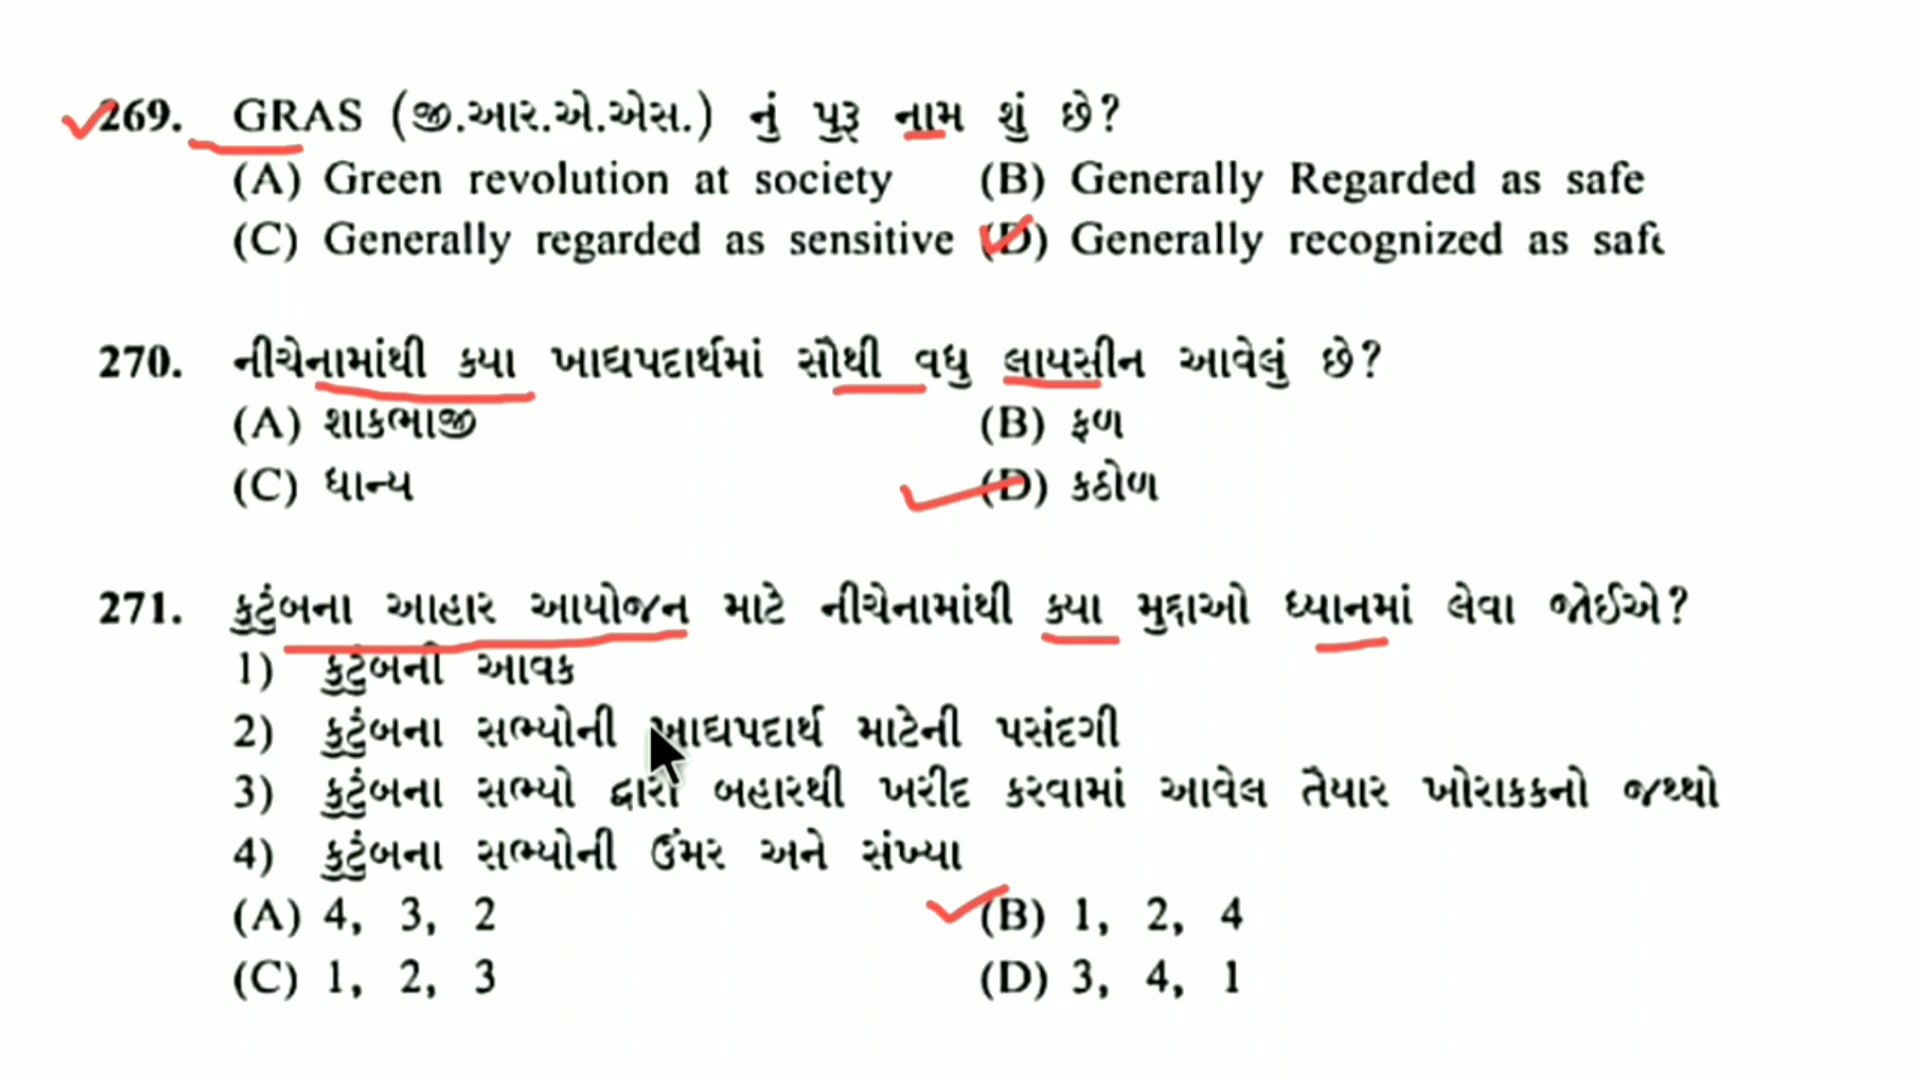 269. GRAS (જી.આર.એ.એસ.) નું પુરૂ નામ શું છે?
(A) Green revolution at society (B) Generally Regarded as safe
(C) Generally regarded as sensitive (D) Generally recognized as safe
270. નીચેનામાંથી કયા ખાદ્યપદાર્થમાં સૌથી વધુ લાયસીન આવેલું છે?
(A) શાકભાજી (B) ફળ
(C) ધાન્ય (D) કઠોળ
271. કુટુંબના આહાર આયોજન માટે નીચેનામાંથી ક્યા મુદ્દાઓ ધ્યાનમાં લેવા જોઈએ?
1) કુટુંબની આવક
2) કુટુંબના સભ્યોની ખાદ્યપદાર્થ માટેની પસંદગી
3) કુટુંબના સભ્યો દ્વારા બહારથી ખરીદ કરવામાં આવેલ તૈયાર ખોરાકકનો જથ્થો
4) કુટુંબના સભ્યોની ઉંમર અને સંખ્યા
(A) 4, 3, 2 (B) 1, 2, 4
(C) 1, 2, 3 (D) 3, 4, 1